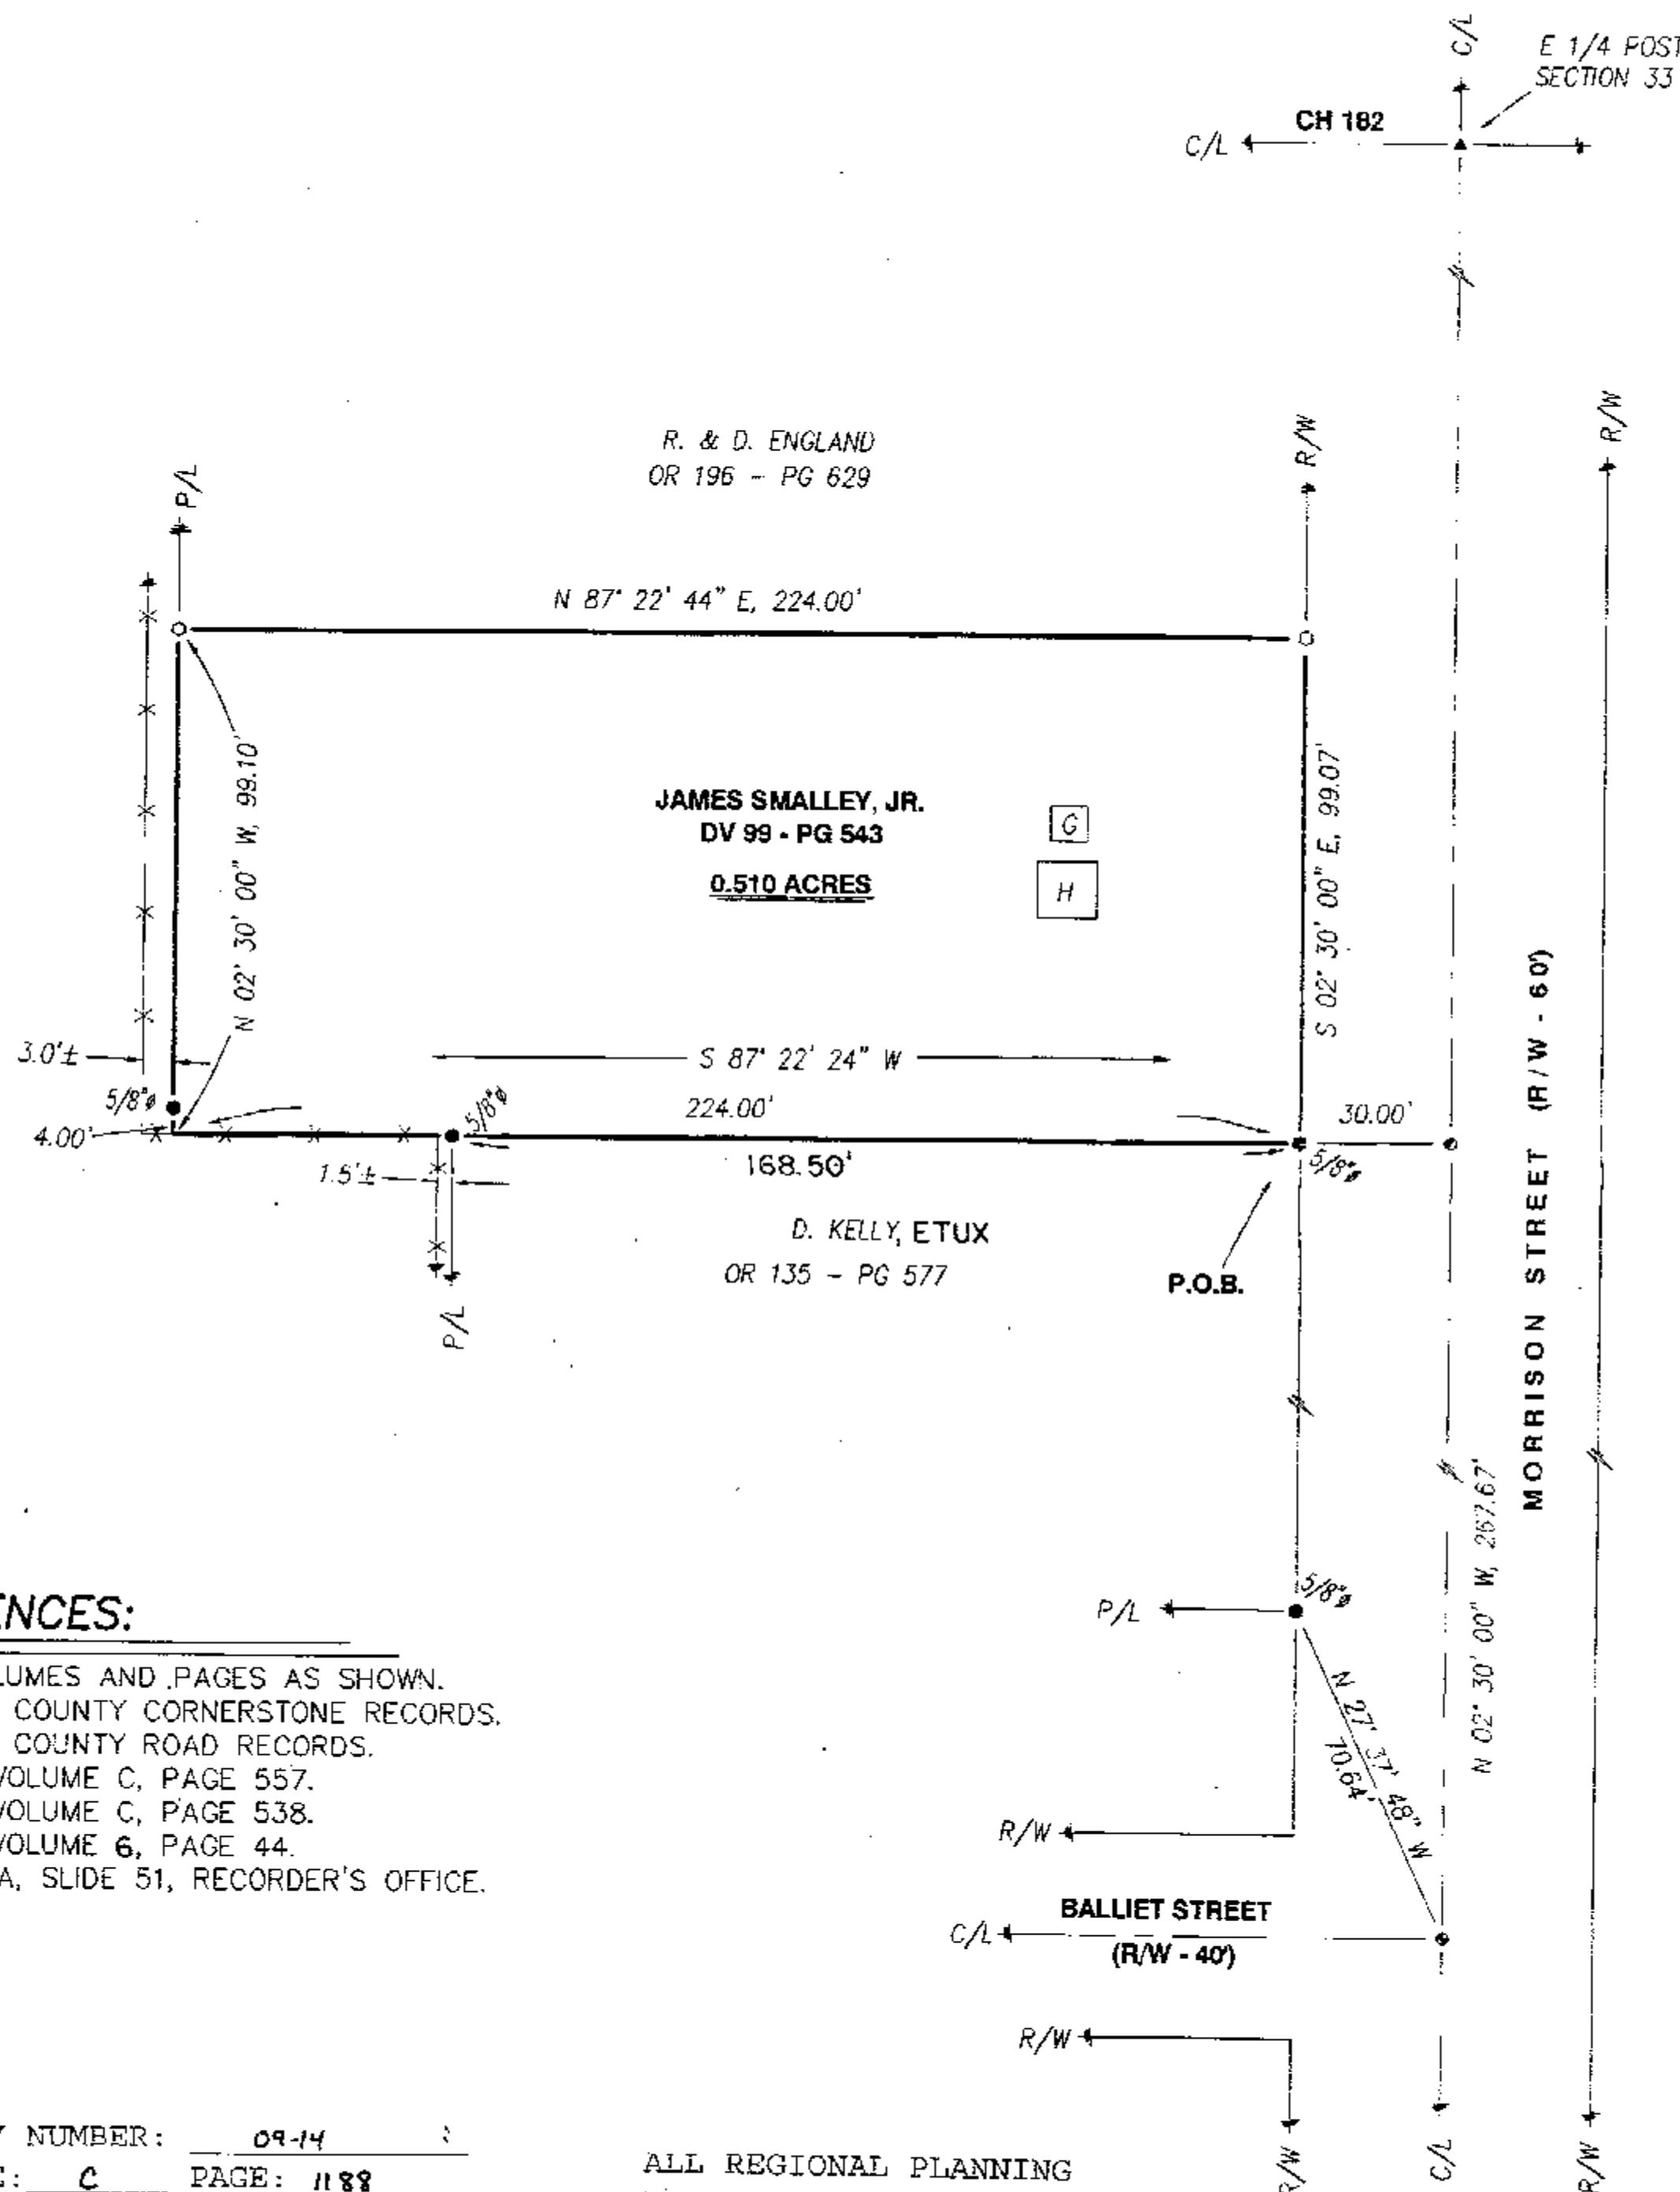 C/L
E 1/4 POST
SECTION 33
CH 182
C/L
R/W
R/W
R. & D. ENGLAND
OR 196 - PG 629
P/L
N 87° 22' 44" E, 224.00'
N 02° 30' 00" W, 99.10'
JAMES SMALLEY, JR.
DV 99 - PG 543
0.510 ACRES
G
H
S 02° 30' 00" E, 99.07'
MORRISON STREET (R/W - 60')
3.0'±
S 87° 22' 24" W
5/8"ø
224.00'
5/8"ø
30.00'
4.00'
168.50'
5/8"ø
1.5'±
D. KELLY, ETUX
OR 135 - PG 577
P.O.B.
P/L
N 02° 30' 00" W, 267.67'
ENCES:
LUMES AND PAGES AS SHOWN.
COUNTY CORNERSTONE RECORDS.
COUNTY ROAD RECORDS.
VOLUME C, PAGE 557.
VOLUME C, PAGE 538.
VOLUME 6, PAGE 44.
A, SLIDE 51, RECORDER'S OFFICE.
5/8"ø
P/L
N 27° 37' 48" W
70.64'
R/W
BALLIET STREET
C/L
(R/W - 40')
R/W
Y NUMBER: 09-14
E: C PAGE: 1188
ALL REGIONAL PLANNING
R/W
C/L
R/W